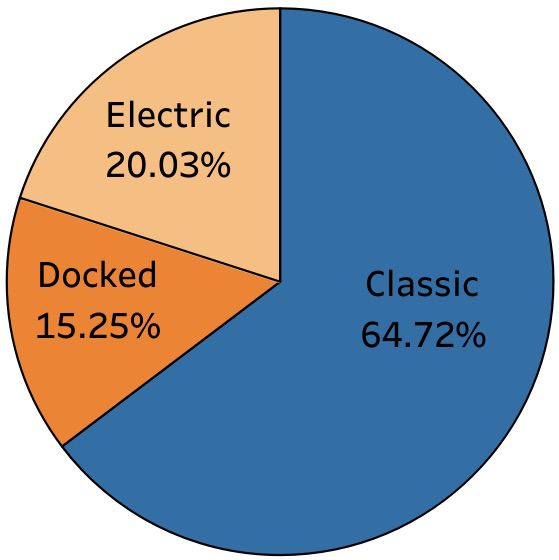 Electric
20.03%
Docked
15.25%
Classic
64.72%